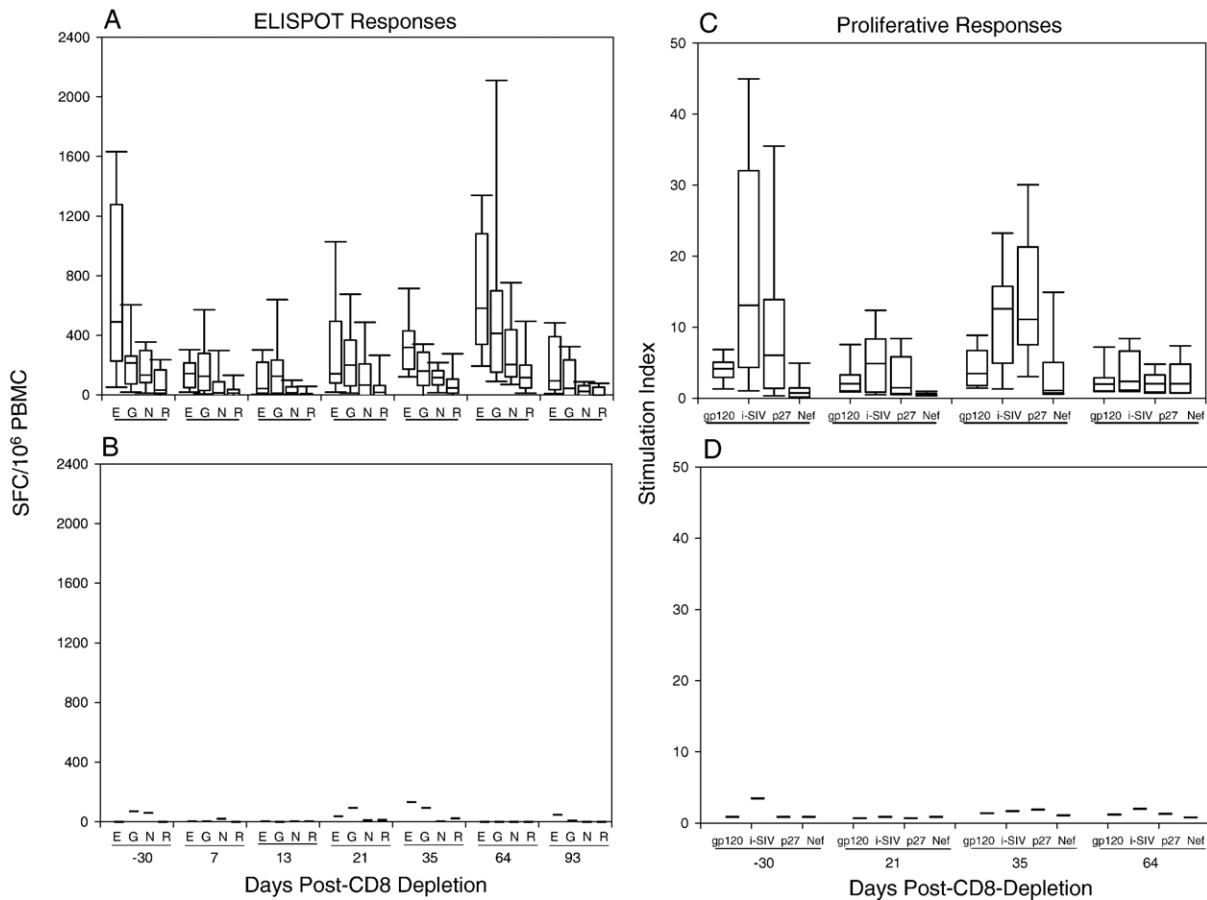 A
ELISPOT Responses
2400
2000
1600
1200
800
400
0
E G N R E G N R E G N R E G N R E G N R E G N R E G N R
B
2400
2000
1600
1200
800
400
0
E G N R E G N R E G N R E G N R E G N R E G N R E G N R
-30 7 13 21 35 64 93
Days Post-CD8 Depletion
SFC/10⁶ PBMC
C
Proliferative Responses
50
40
30
20
10
0
gp120 i-SIV p27 Nef gp120 i-SIV p27 Nef gp120 i-SIV p27 Nef gp120 i-SIV p27 Nef
D
50
40
30
20
10
0
gp120 i-SIV p27 Nef gp120 i-SIV p27 Nef gp120 i-SIV p27 Nef gp120 i-SIV p27 Nef
-30 21 35 64
Days Post-CD8-Depletion
Stimulation Index